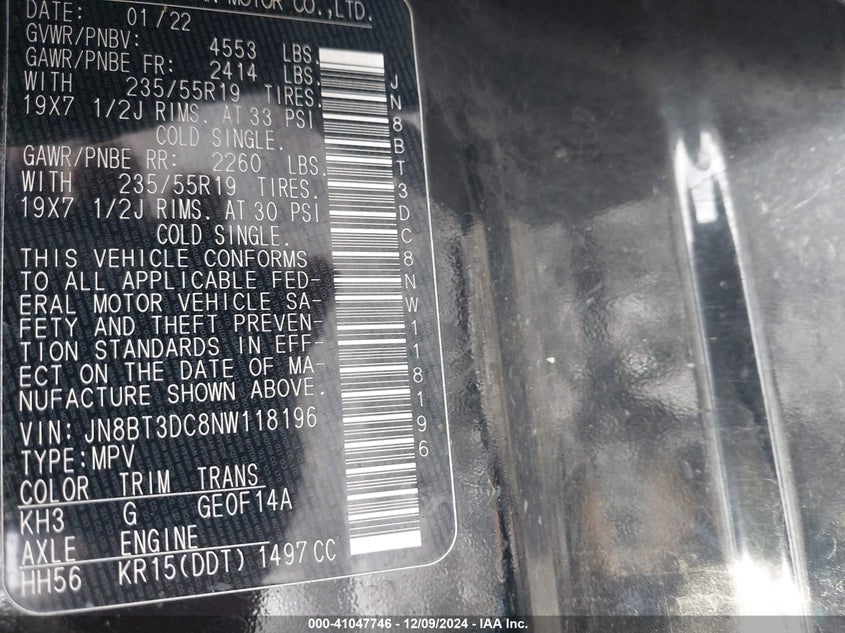 MOTOR CO.,LTD.
DATE: 01/22
GVWR/PNBV: 4553 LBS.
GAWR/PNBE FR: 2414 LBS.
WITH 235/55R19 TIRES.
19X7 1/2J RIMS. AT 33 PSI
COLD SINGLE.
GAWR/PNBE RR: 2260 LBS.
WITH 235/55R19 TIRES.
19X7 1/2J RIMS. AT 30 PSI
COLD SINGLE.
THIS VEHICLE CONFORMS
TO ALL APPLICABLE FED-
ERAL MOTOR VEHICLE SA-
FETY AND THEFT PREVEN-
TION STANDARDS IN EFF-
ECT ON THE DATE OF MA-
NUFACTURE SHOWN ABOVE.
VIN: JN8BT3DC8NW118196
TYPE:MPV
COLOR TRIM TRANS
KH3 G GE0F14A
AXLE ENGINE
HH56 KR15(DDT) 1497 CC
JN8BT3DC8NW118196
000-41047746 - 12/09/2024 - IAA Inc.